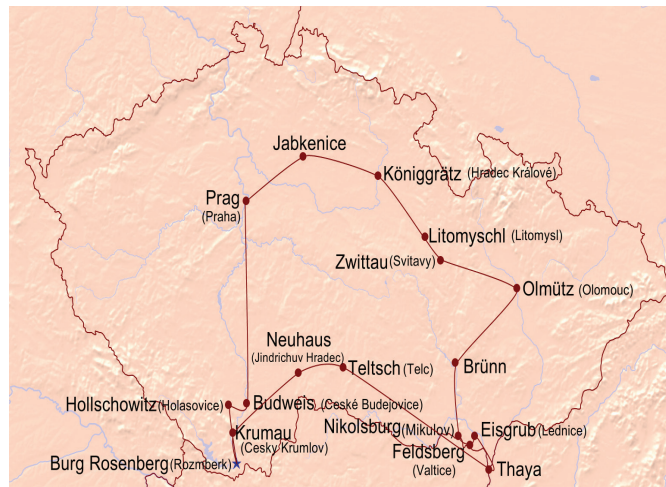 Jabkenice
Königgrätz (Hradec Králové)
Prag
(Praha)
Litomyschl (Litomysl)
Zwittau (Svitavy)
Olmütz (Olomouc)
Neuhaus
(Jindrichuv Hradec)
Teltsch (Telc)
Brünn
Hollschowitz (Holasovice)
Budweis (Ceské Budejovice)
Nikolsburg (Mikulov)
Eisgrub (Lednice)
Krumau
(Cesky Krumlov)
Feldsberg
(Valtice)
Burg Rosenberg (Rozmberk)
Thaya